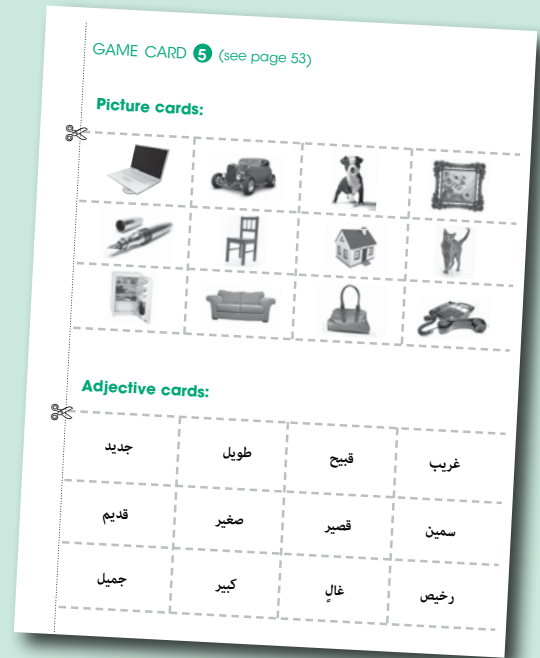 GAME CARD 5 (see page 53)
Picture cards:
Adjective cards:
غريب قبيح طويل جديد
سمين قصير صغير قديم
رخيص غالٍ كبير جميل